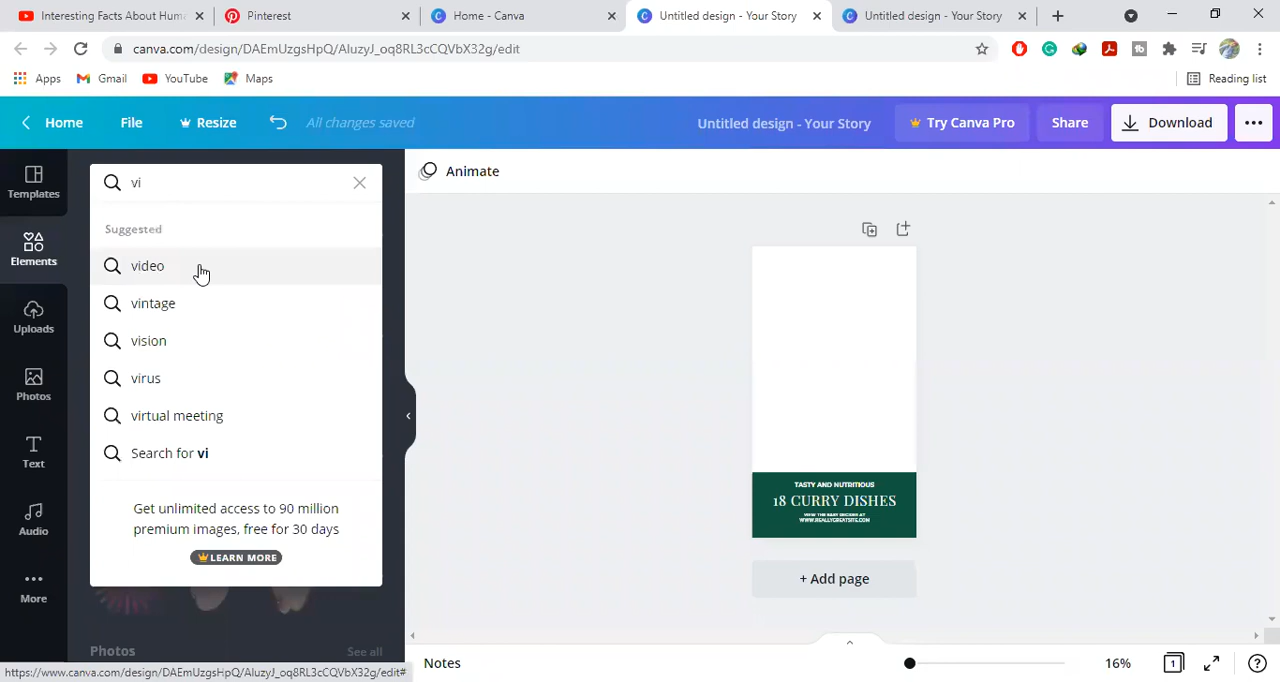 Interesting Facts About Hum
Pinterest
Home - Canva
Untitled design - Your Story
Untitled design - Your Story
canva.com/design/DAEmUzgsHpQ/AluzyJ_oq8RL3cCQVbX32g/edit
Apps
Gmail
YouTube
Maps
Reading list
Home
File
Resize
All changes saved
Untitled design - Your Story
Try Canva Pro
Share
Download
Templates
Elements
Uploads
Photos
Text
Audio
More
vi
Suggested
video
vintage
vision
virus
virtual meeting
Search for vi
Get unlimited access to 90 million
premium images, free for 30 days
LEARN MORE
Photos
See all
Animate
TASTY AND NUTRITIOUS
18 CURRY DISHES
WWW.REALLYGREATSITE.COM
+ Add page
Notes
16%
1
https://www.canva.com/design/DAEmUzgsHpQ/AluzyJ_oq8RL3cCQVbX32g/edit#